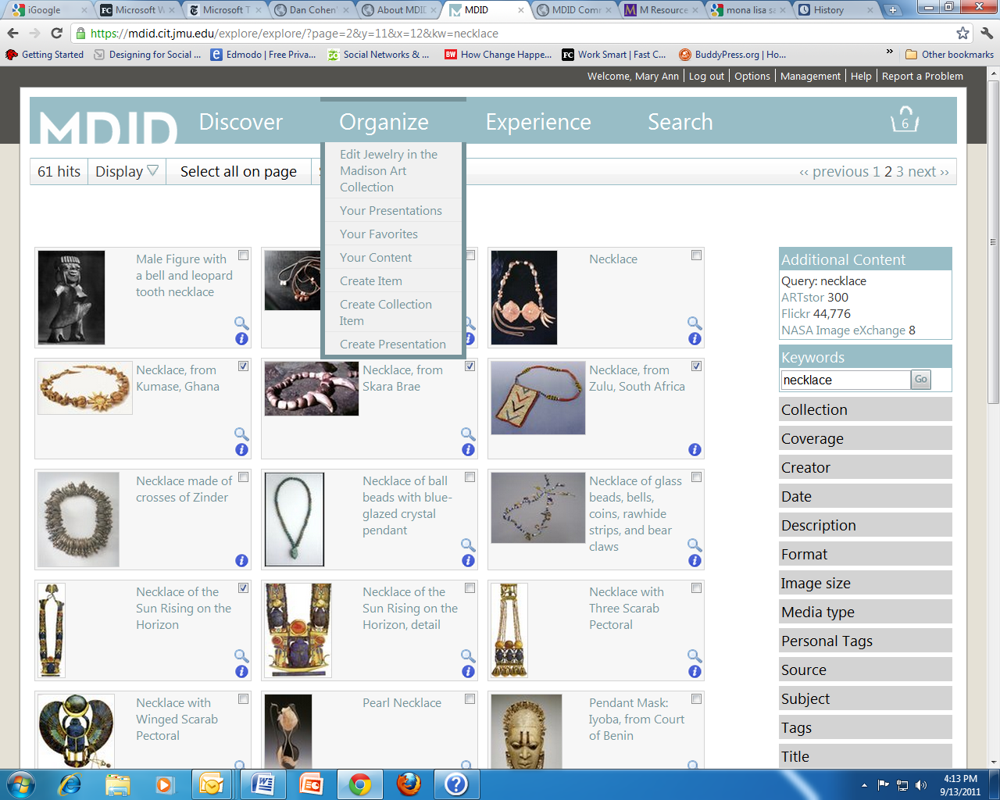 iGoogle
Microsoft W
Microsoft T
Dan Cohen'
About MDID
MDID
MDID Com
M Resource
mona lisa sa
History
https://mdid.cit.jmu.edu/explore/explore/?page=2&y=11&x=12&kw=necklace
Getting Started
Designing for Social ...
Edmodo | Free Priva...
Social Networks & ...
How Change Happe...
Work Smart | Fast C...
BuddyPress.org | Ho...
Other bookmarks
Welcome, Mary Ann | Log out | Options | Management | Help | Report a Problem
MDID
Discover
Organize
Experience
Search
6
61 hits
Display
Select all on page
‹‹ previous 1 2 3 next ››
Edit Jewelry in the
Madison Art
Collection
Your Presentations
Your Favorites
Your Content
Create Item
Create Collection
Item
Create Presentation
Male Figure with
a bell and leopard
tooth necklace
Necklace
Necklace, from
Kumase, Ghana
Necklace, from
Skara Brae
Necklace, from
Zulu, South Africa
Necklace made of
crosses of Zinder
Necklace of ball
beads with blue-
glazed crystal
pendant
Necklace of glass
beads, bells,
coins, rawhide
strips, and bear
claws
Necklace of the
Sun Rising on the
Horizon
Necklace of the
Sun Rising on the
Horizon, detail
Necklace with
Three Scarab
Pectoral
Necklace with
Winged Scarab
Pectoral
Pearl Necklace
Pendant Mask:
Iyoba, from Court
of Benin
Additional Content
Query: necklace
ARTstor 300
Flickr 44,776
NASA Image eXchange 8
Keywords
necklace
Go
Collection
Coverage
Creator
Date
Description
Format
Image size
Media type
Personal Tags
Source
Subject
Tags
Title
4:13 PM
9/13/2011